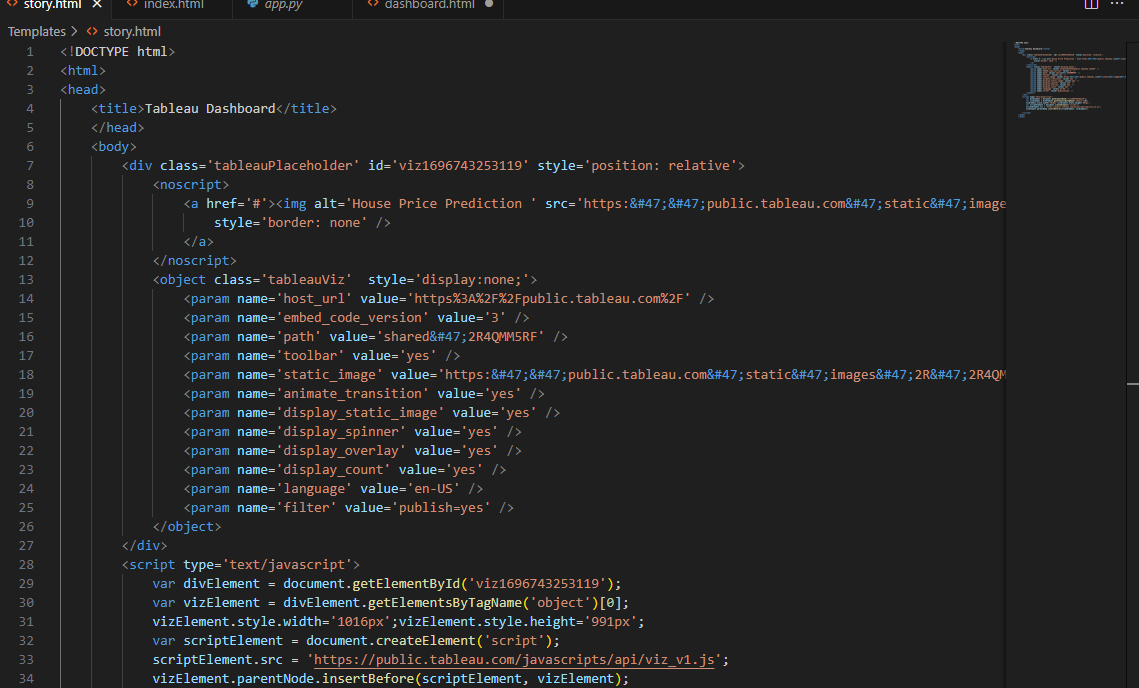 story.html
index.html
app.py
dashboard.html
Templates > story.html
1 <!DOCTYPE html>
2 <html>
3 <head>
4 <title>Tableau Dashboard</title>
5 </head>
6 <body>
7 <div class='tableauPlaceholder' id='viz1696743253119' style='position: relative'>
8 <noscript>
9 <a href='#'><img alt='House Price Prediction ' src='https:&#47;&#47;public.tableau.com&#47;static&#47;image
10 style='border: none' />
11 </a>
12 </noscript>
13 <object class='tableauViz'  style='display:none;'>
14 <param name='host_url' value='https%3A%2F%2Fpublic.tableau.com%2F' />
15 <param name='embed_code_version' value='3' />
16 <param name='path' value='shared&#47;2R4QMM5RF' />
17 <param name='toolbar' value='yes' />
18 <param name='static_image' value='https:&#47;&#47;public.tableau.com&#47;static&#47;images&#47;2R&#47;2R4QM
19 <param name='animate_transition' value='yes' />
20 <param name='display_static_image' value='yes' />
21 <param name='display_spinner' value='yes' />
22 <param name='display_overlay' value='yes' />
23 <param name='display_count' value='yes' />
24 <param name='language' value='en-US' />
25 <param name='filter' value='publish=yes' />
26 </object>
27 </div>
28 <script type='text/javascript'>
29 var divElement = document.getElementById('viz1696743253119');
30 var vizElement = divElement.getElementsByTagName('object')[0];
31 vizElement.style.width='1016px';vizElement.style.height='991px';
32 var scriptElement = document.createElement('script');
33 scriptElement.src = 'https://public.tableau.com/javascripts/api/viz_v1.js';
34 vizElement.parentNode.insertBefore(scriptElement, vizElement);